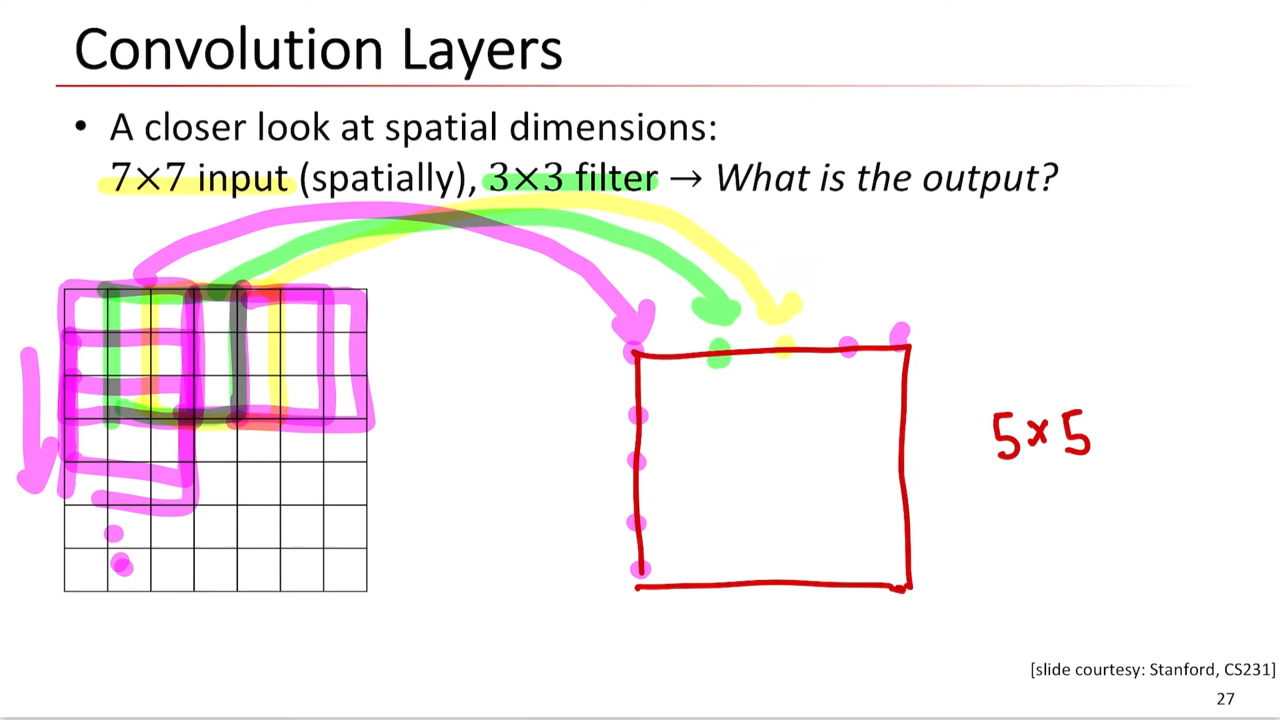 Convolution Layers
• A closer look at spatial dimensions:
7×7 input (spatially), 3×3 filter → What is the output?
5×5
[slide courtesy: Stanford, CS231]
27